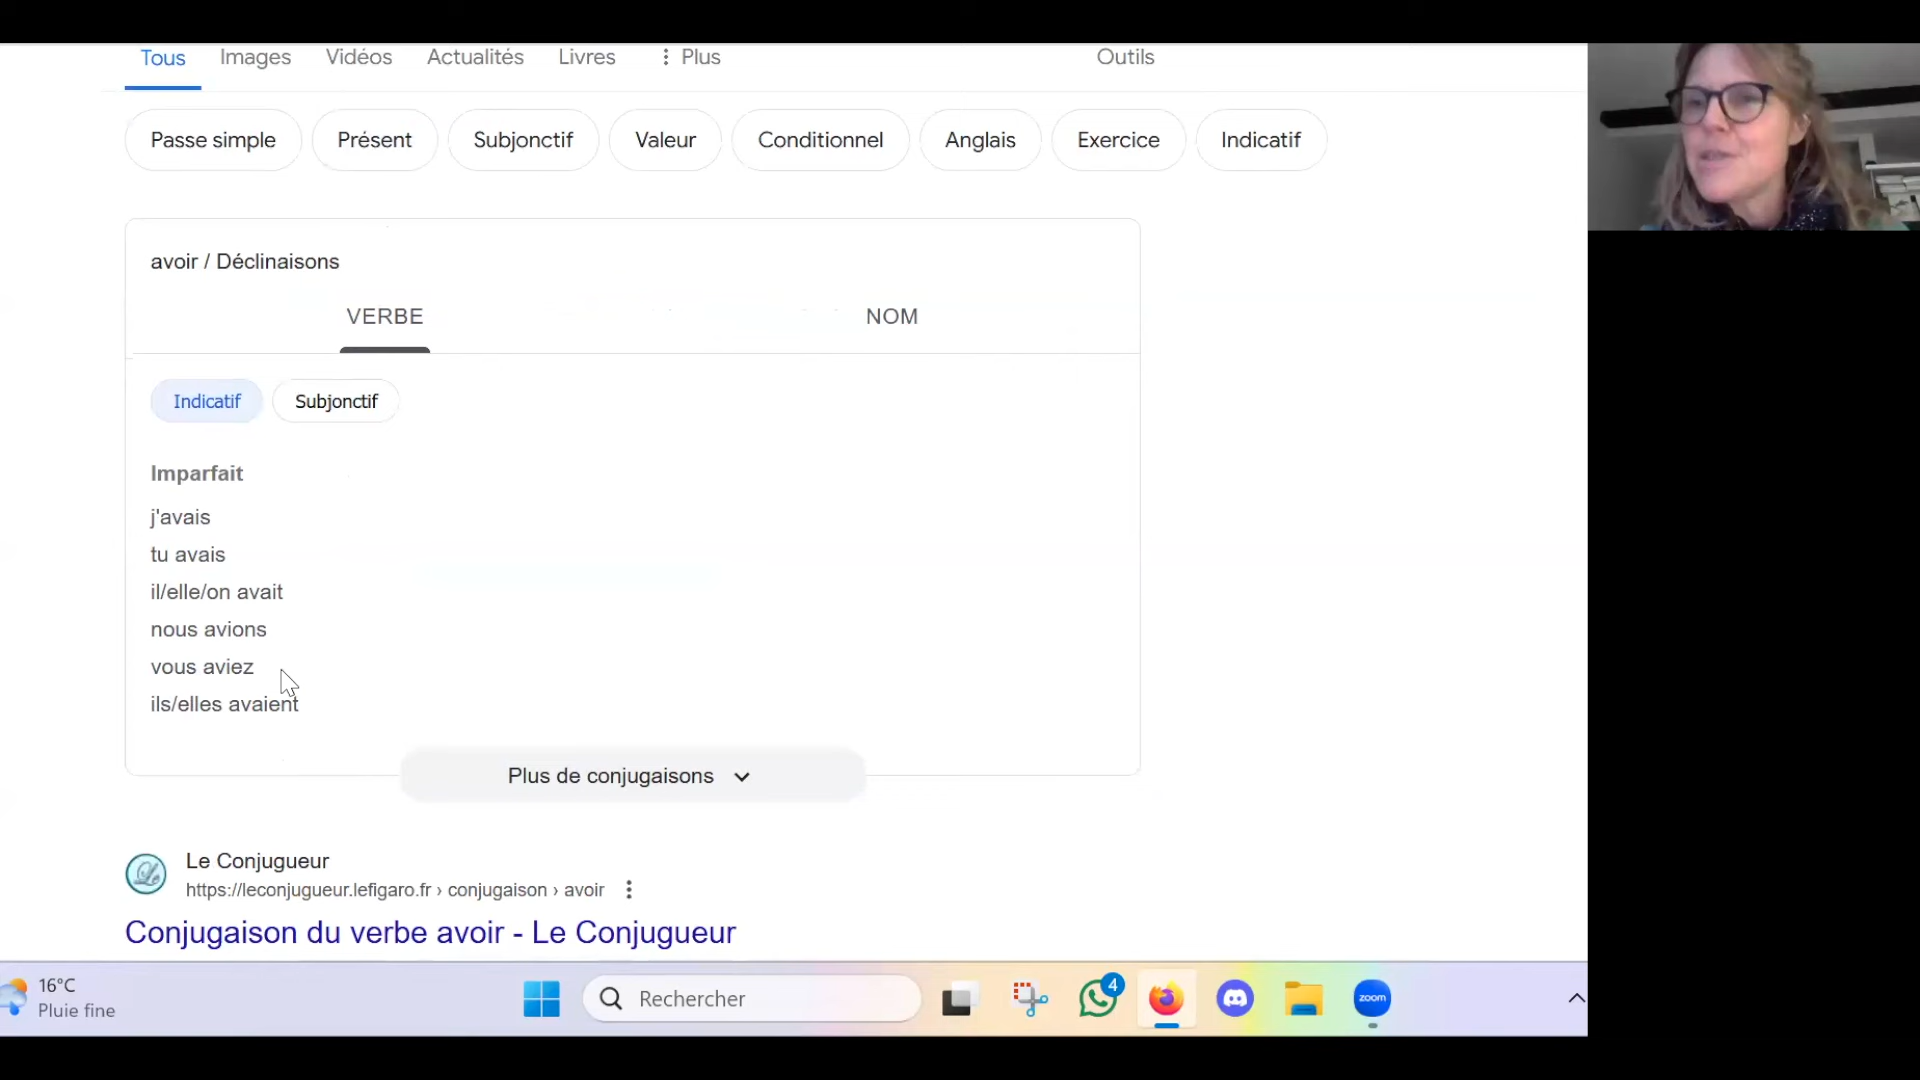 Tous Images Vidéos Actualités Livres Plus Outils
Passe simple Présent Subjonctif Valeur Conditionnel Anglais Exercice Indicatif
avoir / Déclinaisons
VERBE NOM
Indicatif Subjonctif
Imparfait
j'avais
tu avais
il/elle/on avait
nous avions
vous aviez
ils/elles avaient
Plus de conjugaisons
Le Conjugueur
https://leconjugueur.lefigaro.fr › conjugaison › avoir
Conjugaison du verbe avoir - Le Conjugueur
16°C
Pluie fine
Rechercher
4
zoom